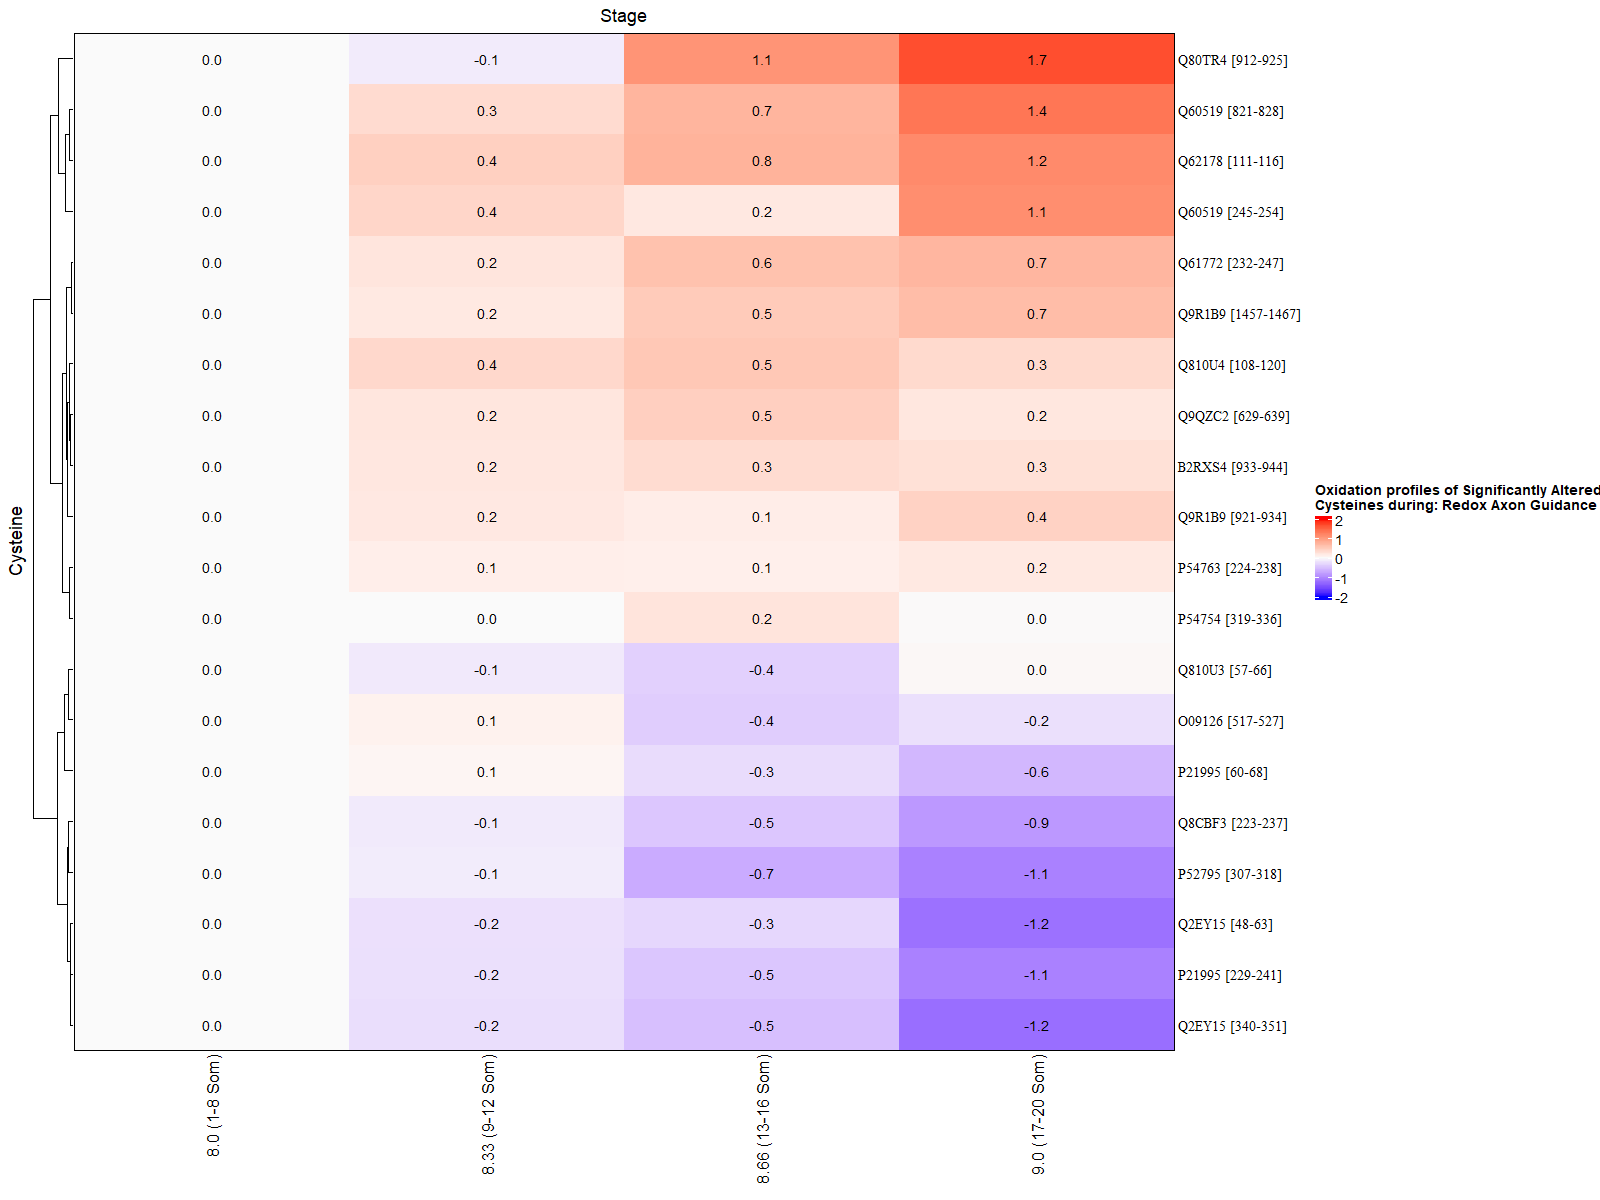 Stage
0.0 -0.1 1.1 1.7 Q80TR4 [912-925]
0.0 0.3 0.7 1.4 Q60519 [821-828]
0.0 0.4 0.8 1.2 Q62178 [111-116]
0.0 0.4 0.2 1.1 Q60519 [245-254]
0.0 0.2 0.6 0.7 Q61772 [232-247]
0.0 0.2 0.5 0.7 Q9R1B9 [1457-1467]
0.0 0.4 0.5 0.3 Q810U4 [108-120]
0.0 0.2 0.5 0.2 Q9QZC2 [629-639]
0.0 0.2 0.3 0.3 B2RXS4 [933-944]
0.0 0.2 0.1 0.4 Q9R1B9 [921-934]
0.0 0.1 0.1 0.2 P54763 [224-238]
0.0 0.0 0.2 0.0 P54754 [319-336]
0.0 -0.1 -0.4 0.0 Q810U3 [57-66]
0.0 0.1 -0.4 -0.2 O09126 [517-527]
0.0 0.1 -0.3 -0.6 P21995 [60-68]
0.0 -0.1 -0.5 -0.9 Q8CBF3 [223-237]
0.0 -0.1 -0.7 -1.1 P52795 [307-318]
0.0 -0.2 -0.3 -1.2 Q2EY15 [48-63]
0.0 -0.2 -0.5 -1.1 P21995 [229-241]
0.0 -0.2 -0.5 -1.2 Q2EY15 [340-351]
Cysteine
8.0 (1-8 Som)
8.33 (9-12 Som)
8.66 (13-16 Som)
9.0 (17-20 Som)
Oxidation profiles of Significantly Altered
Cysteines during: Redox Axon Guidance
2
1
0
-1
-2